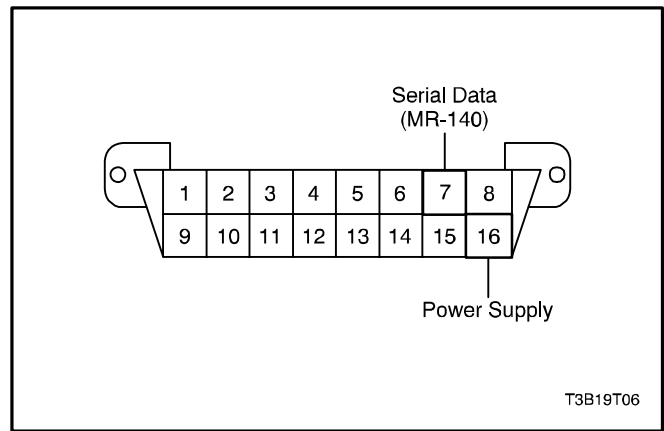 Serial Data
(MR-140)
1 2 3 4 5 6 7 8
9 10 11 12 13 14 15 16
Power Supply
T3B19T06